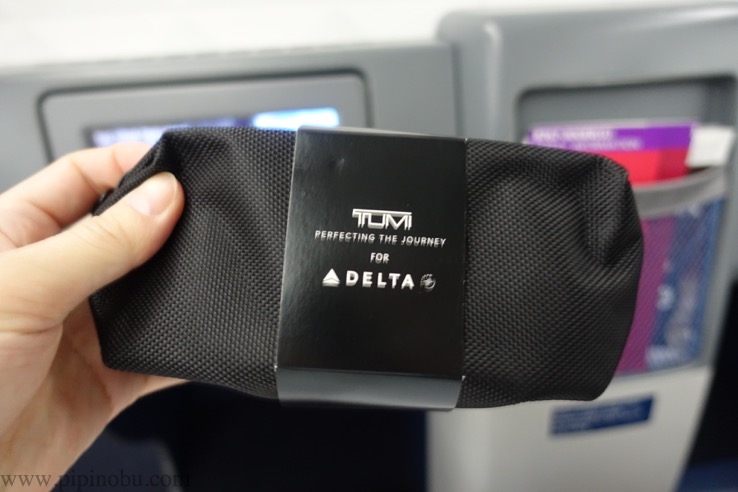 TUMI
PERFECTING THE JOURNEY
FOR
DELTA
www.pipinobu.com